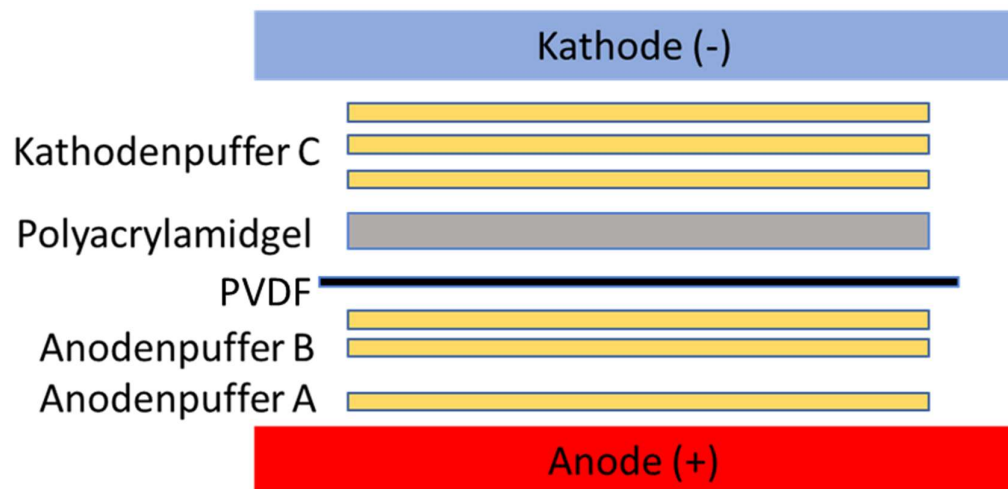 Kathode (-)
Kathodenpuffer C
Polyacrylamidgel
PVDF
Anodenpuffer B
Anodenpuffer A
Anode (+)